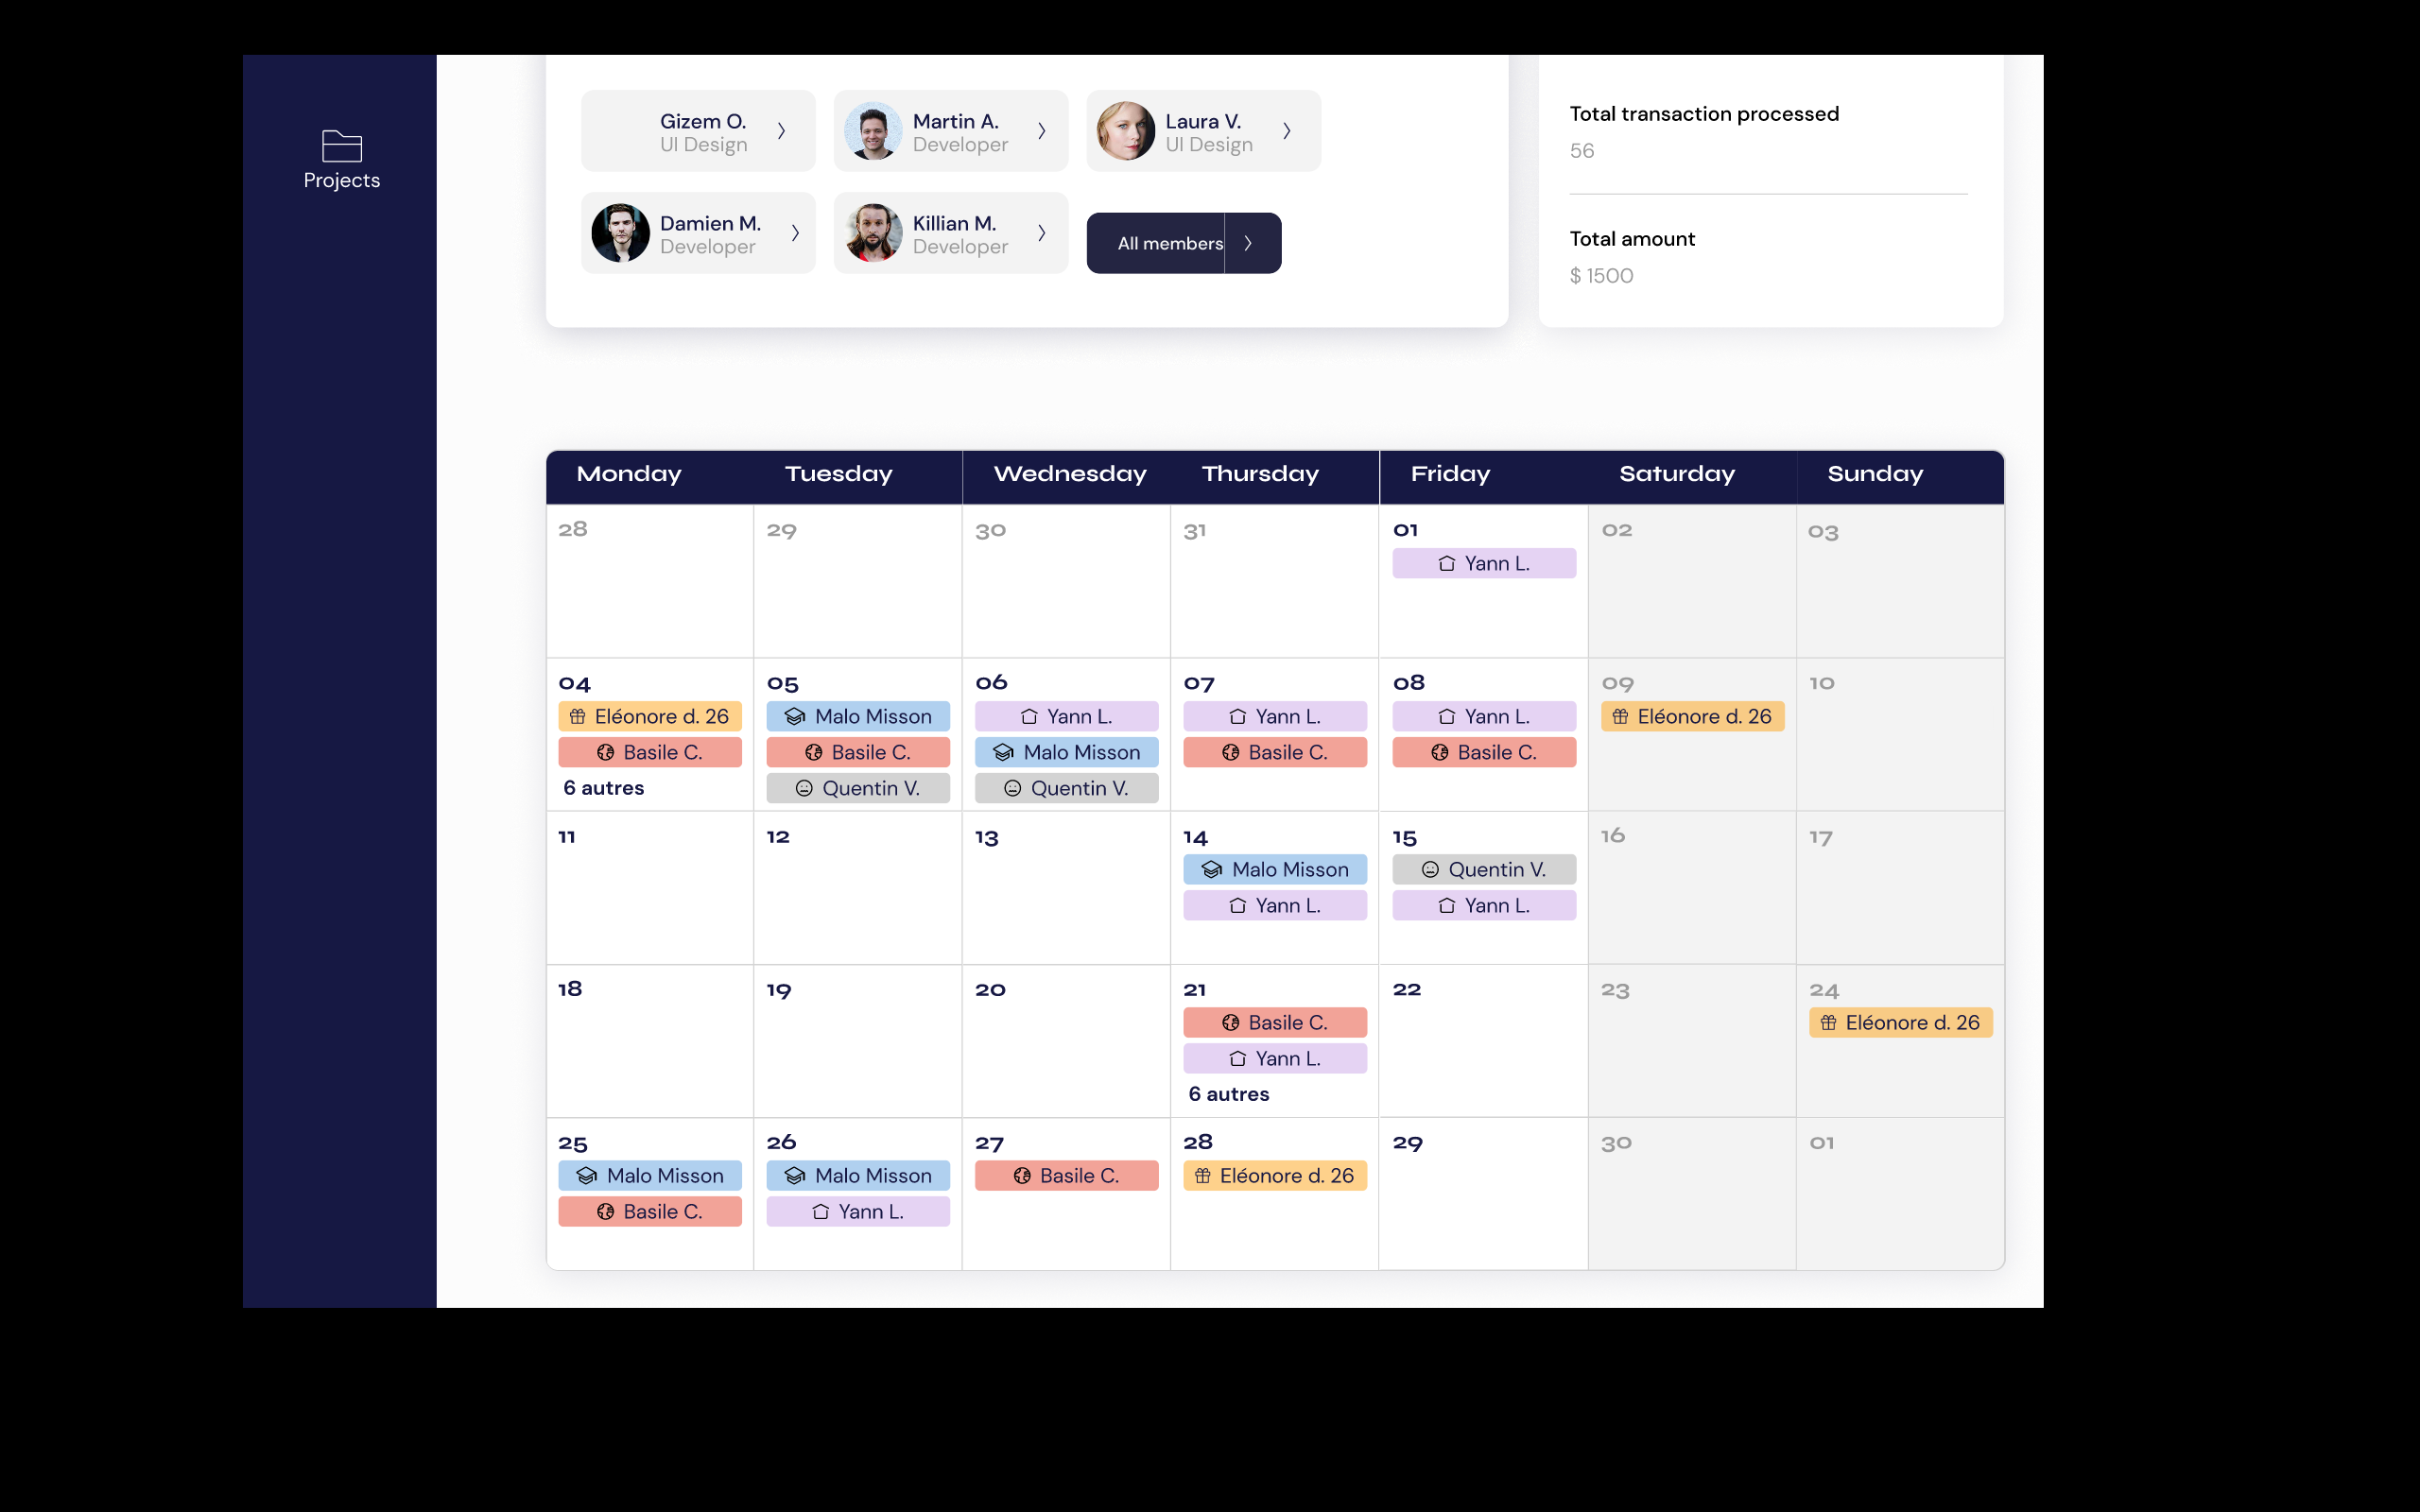 Projects
Gizem O.
UI Design
Martin A.
Developer
Laura V.
UI Design
Damien M.
Developer
Killian M.
Developer
All members
Total transaction processed
56
Total amount
$ 1500
Monday Tuesday Wednesday Thursday Friday Saturday Sunday
28 29 30 31 01 02 03
Yann L.
04 05 06 07 08 09 10
Eléonore d. 26 Malo Misson Yann L. Yann L. Yann L. Eléonore d. 26
Basile C. Basile C. Malo Misson Basile C. Basile C.
6 autres Quentin V. Quentin V.
11 12 13 14 15 16 17
Malo Misson Quentin V.
Yann L. Yann L.
18 19 20 21 22 23 24
Basile C. Eléonore d. 26
Yann L.
6 autres
25 26 27 28 29 30 01
Malo Misson Malo Misson Basile C. Eléonore d. 26
Basile C. Yann L.